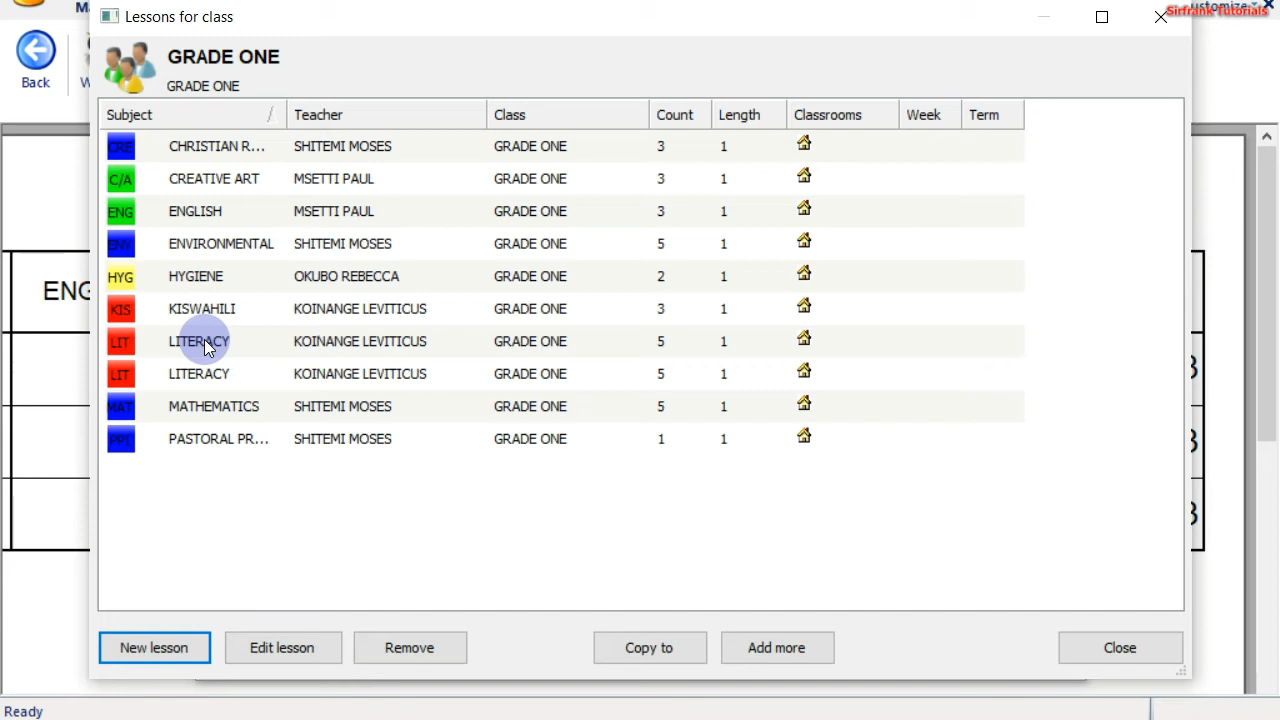 Lessons for class
ustomize
Sirfrank Tutorials
Back
GRADE ONE
GRADE ONE
Subject / Teacher Class Count Length Classrooms Week Term
CRE CHRISTIAN R... SHITEMI MOSES GRADE ONE 3 1
C/A CREATIVE ART MSETTI PAUL GRADE ONE 3 1
ENG ENGLISH MSETTI PAUL GRADE ONE 3 1
ENV ENVIRONMENTAL SHITEMI MOSES GRADE ONE 5 1
HYG HYGIENE OKUBO REBECCA GRADE ONE 2 1
ENG
KIS KISWAHILI KOINANGE LEVITICUS GRADE ONE 3 1
LIT LITERACY KOINANGE LEVITICUS GRADE ONE 5 1
LIT LITERACY KOINANGE LEVITICUS GRADE ONE 5 1
MAT MATHEMATICS SHITEMI MOSES GRADE ONE 5 1
PPI PASTORAL PR... SHITEMI MOSES GRADE ONE 1 1
New lesson Edit lesson Remove Copy to Add more Close
Ready